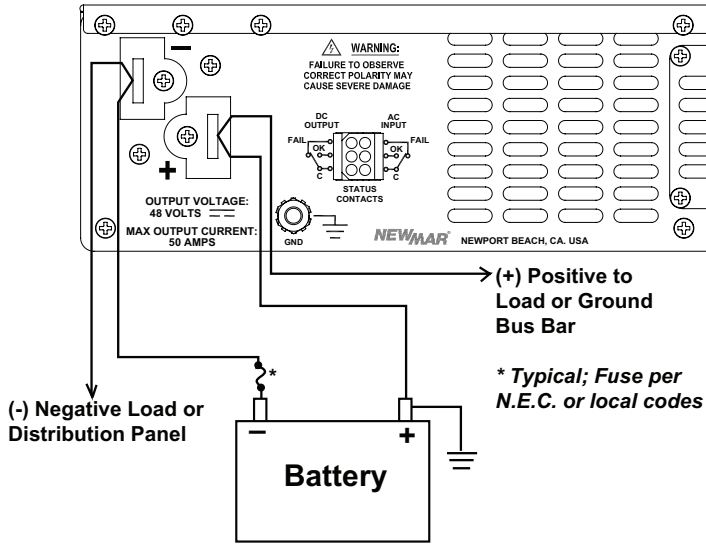 −
WARNING:
FAILURE TO OBSERVE
CORRECT POLARITY MAY
CAUSE SEVERE DAMAGE
DC
OUTPUT
AC
INPUT
FAIL
OK
C
FAIL
OK
C
STATUS
CONTACTS
+
OUTPUT VOLTAGE:
48 VOLTS
MAX OUTPUT CURRENT:
50 AMPS
GND
NEWMAR®
NEWPORT BEACH, CA. USA
(+) Positive to
Load or Ground
Bus Bar
* Typical; Fuse per
N.E.C. or local codes
*
(-) Negative Load or
Distribution Panel
− +
Battery